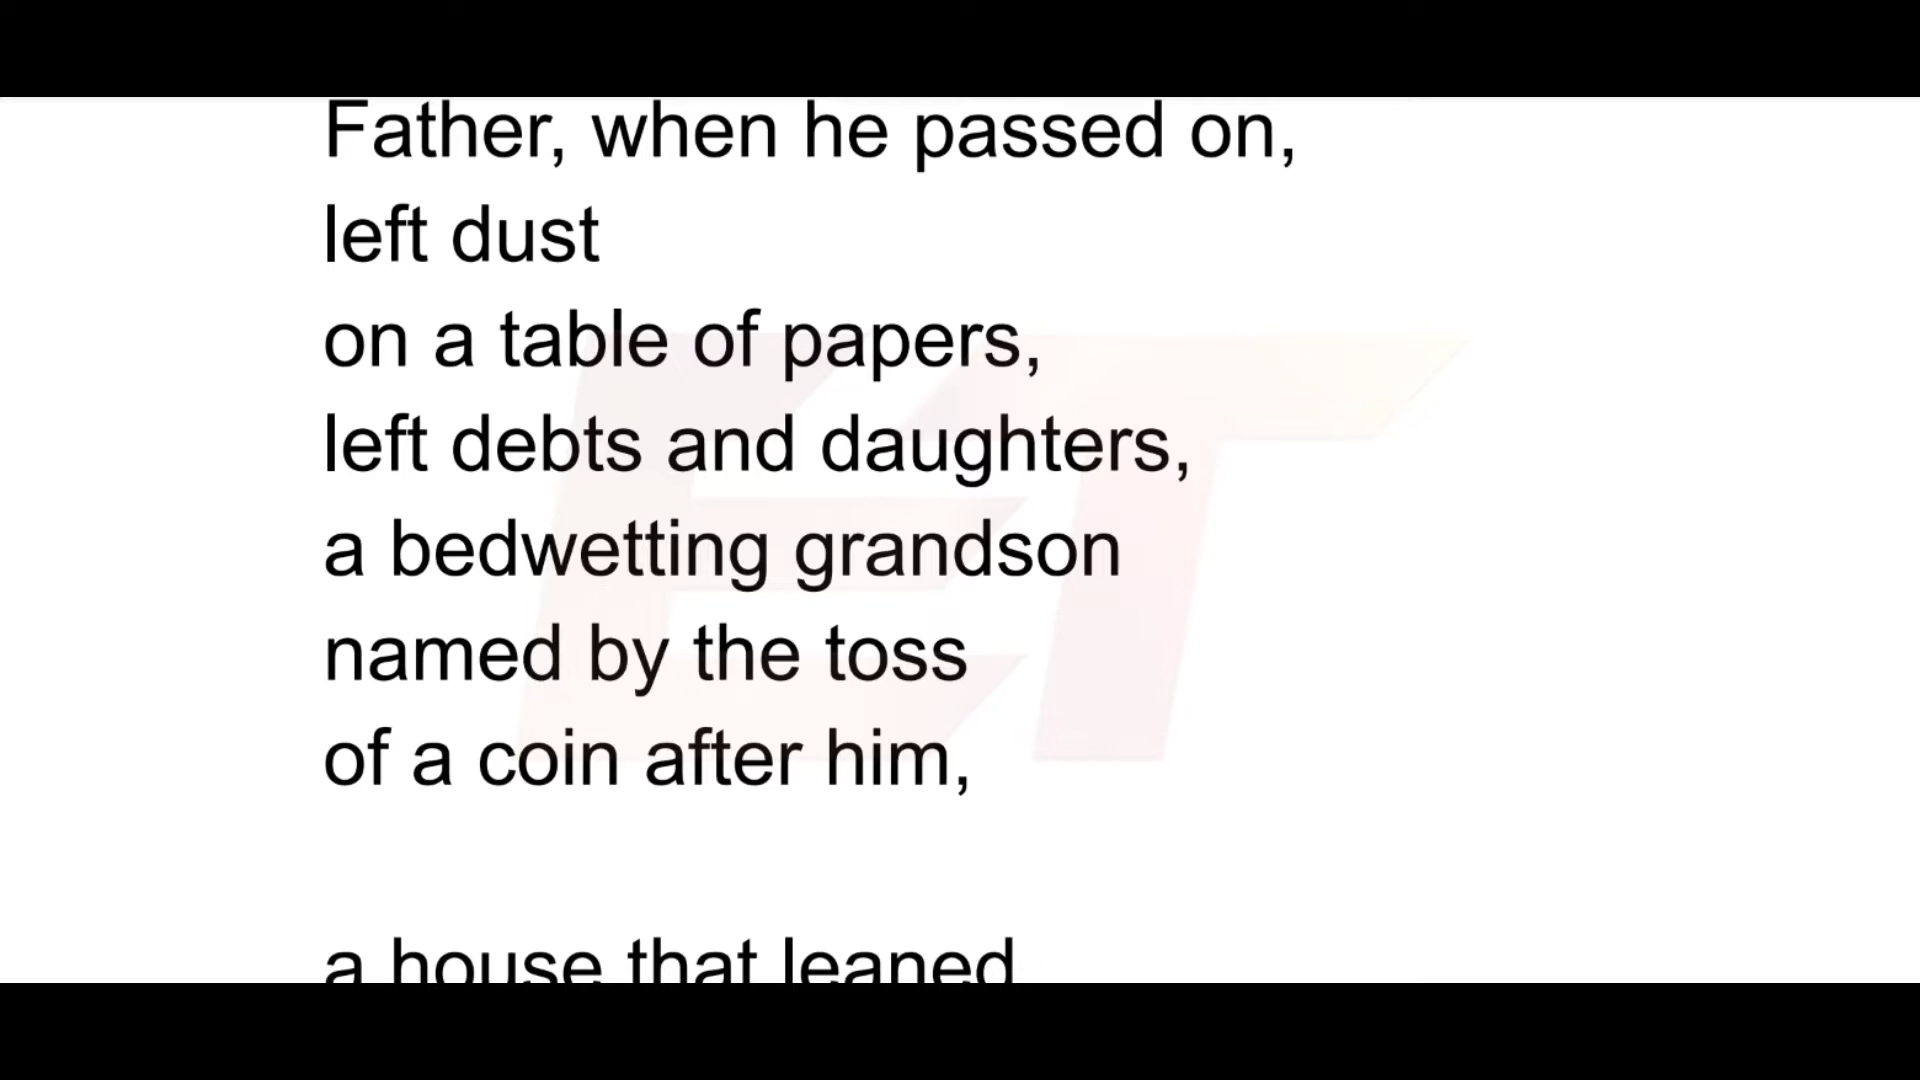 Father, when he passed on,
left dust
on a table of papers,
left debts and daughters,
a bedwetting grandson
named by the toss
of a coin after him,
a house that leaned